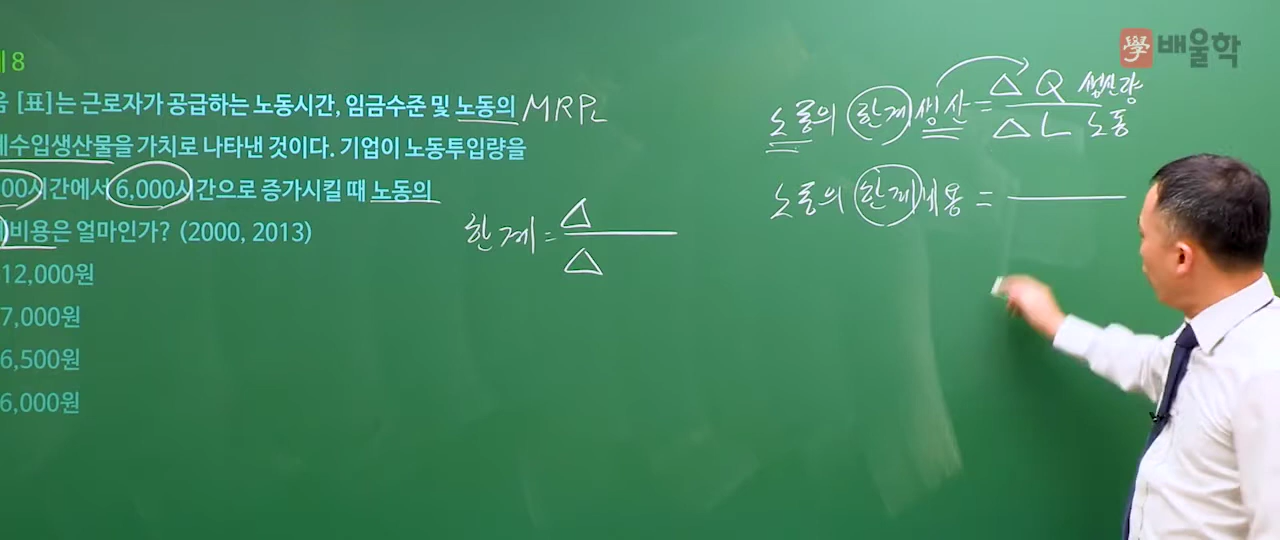 學 배울학
제 8
음 [표]는 근로자가 공급하는 노동시간, 임금수준 및 노동의 MRPL
계수입생산물을 가치로 나타낸 것이다. 기업이 노동투입량을
00시간에서 6,000시간으로 증가시킬 때 노동의
비용은 얼마인가? (2000, 2013)
12,000원
7,000원
6,500원
6,000원
한계 = △ / △
노동의 한계생산 = △Q 생산량 / △L 노동
노동의 한계비용 =